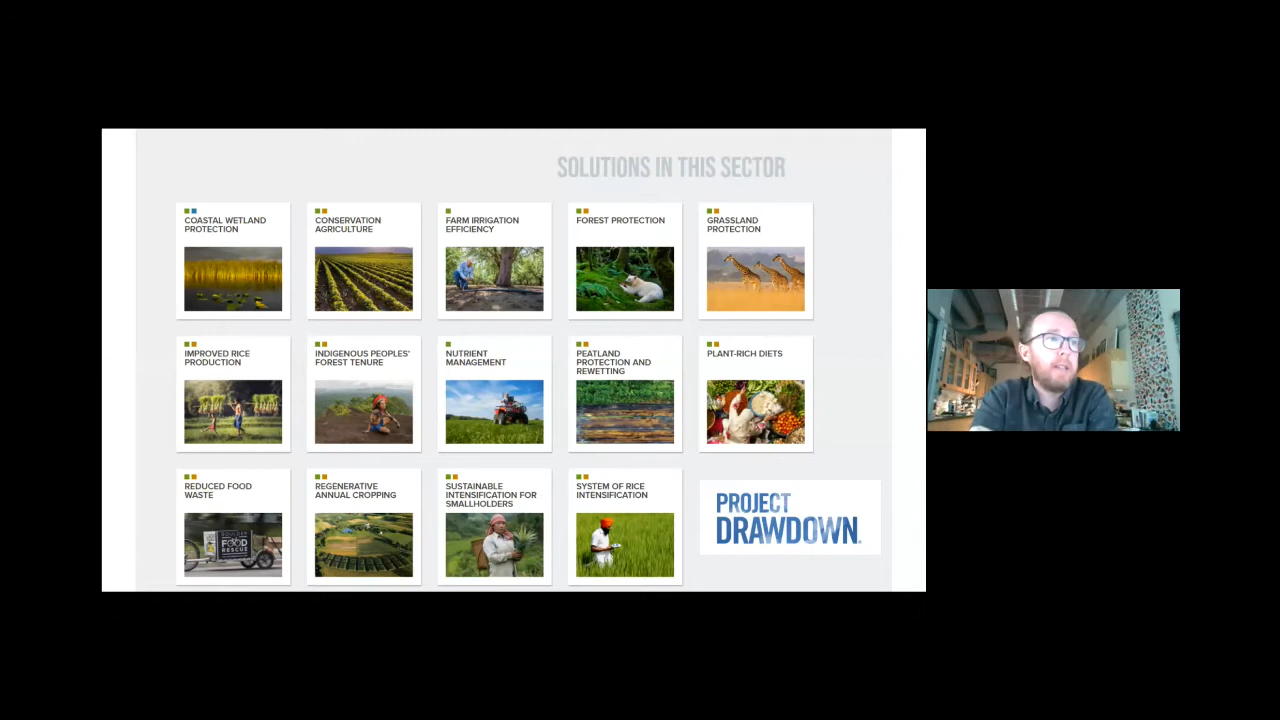 SOLUTIONS IN THIS SECTOR
COASTAL WETLAND
PROTECTION
CONSERVATION
AGRICULTURE
FARM IRRIGATION
EFFICIENCY
FOREST PROTECTION
GRASSLAND
PROTECTION
IMPROVED RICE
PRODUCTION
INDIGENOUS PEOPLES'
FOREST TENURE
NUTRIENT
MANAGEMENT
PEATLAND
PROTECTION AND
REWETTING
PLANT-RICH DIETS
REDUCED FOOD
WASTE
BOULDER
FOOD
RESCUE
REGENERATIVE
ANNUAL CROPPING
SUSTAINABLE
INTENSIFICATION FOR
SMALLHOLDERS
SYSTEM OF RICE
INTENSIFICATION
PROJECT
DRAWDOWN.